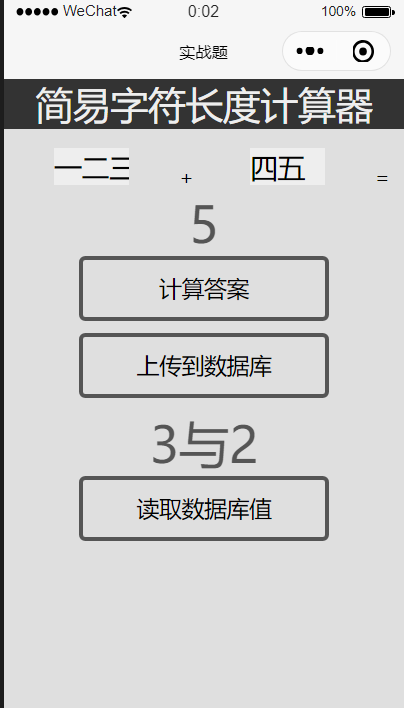 WeChat 0:02 100%
实战题
简易字符长度计算器
一二三 + 四五 =
5
计算答案
上传到数据库
3与2
读取数据库值